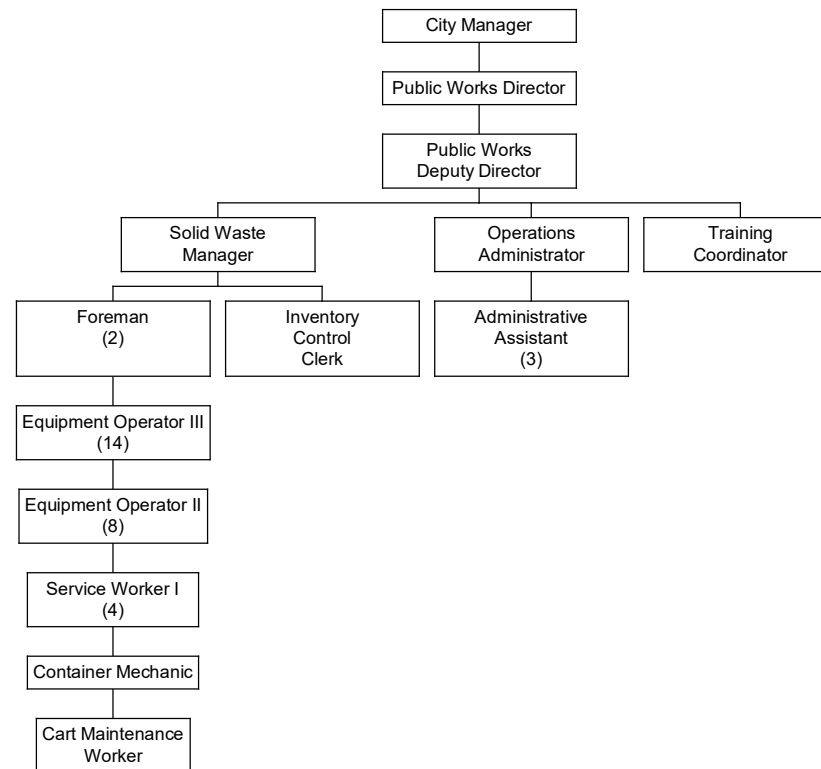 City Manager
Public Works Director
Public Works
Deputy Director
Solid Waste
Manager
Operations
Administrator
Training
Coordinator
Foreman
(2)
Inventory
Control
Clerk
Administrative
Assistant
(3)
Equipment Operator III
(14)
Equipment Operator II
(8)
Service Worker I
(4)
Container Mechanic
Cart Maintenance
Worker